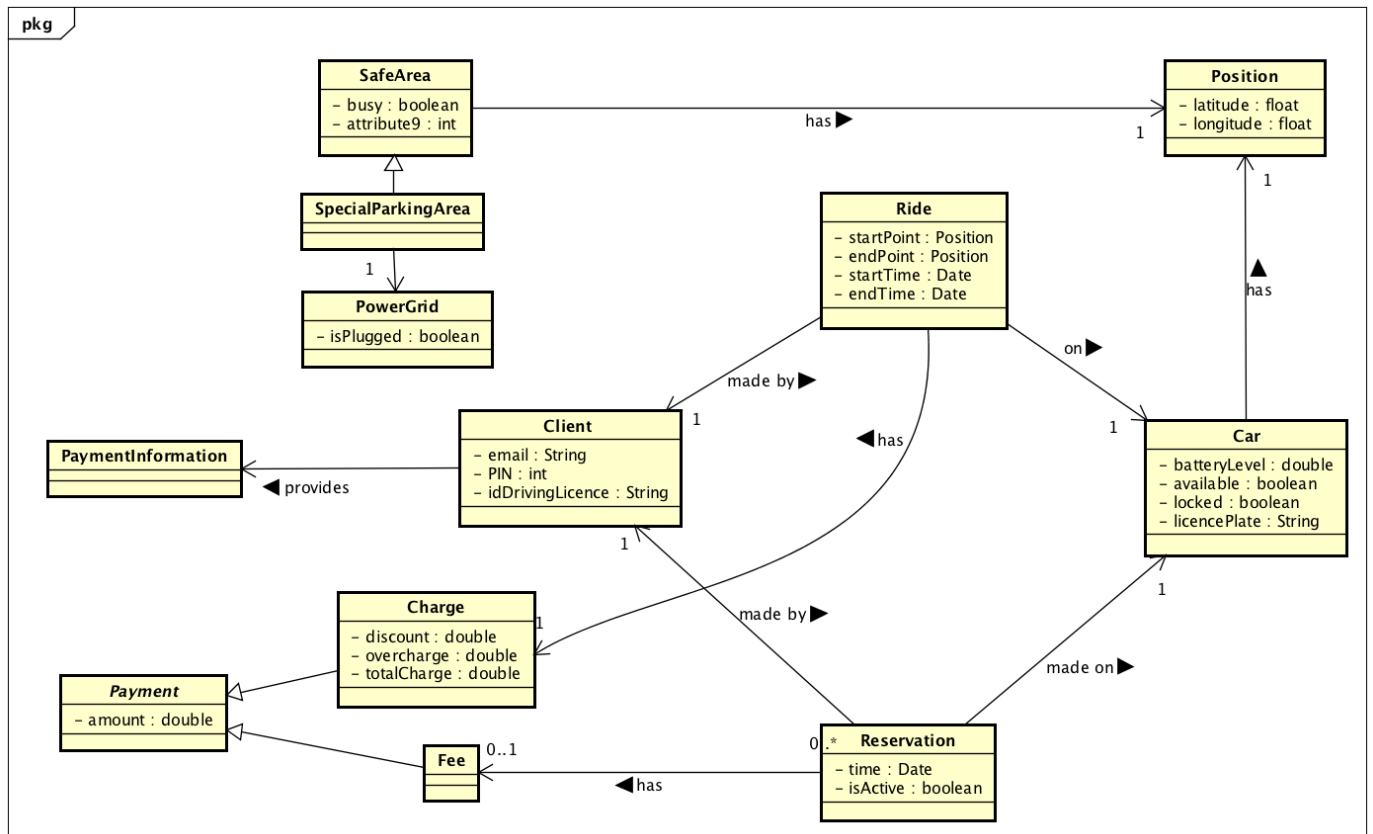 pkg
SafeArea
- busy : boolean
- attribute9 : int
Position
- latitude : float
- longitude : float
has ▶
1
SpecialParkingArea
1
PowerGrid
- isPlugged : boolean
Ride
- startPoint : Position
- endPoint : Position
- startTime : Date
- endTime : Date
1
▲
has
made by ▶
1
on ▶
1
◀ has
Client
- email : String
- PIN : int
- idDrivingLicence : String
PaymentInformation
◀ provides
Car
- batteryLevel : double
- available : boolean
- locked : boolean
- licencePlate : String
1
1
made by ▶
made on ▶
Charge
- discount : double
- overcharge : double
- totalCharge : double
1
Payment
- amount : double
Fee
0..1
◀ has
0..*
Reservation
- time : Date
- isActive : boolean